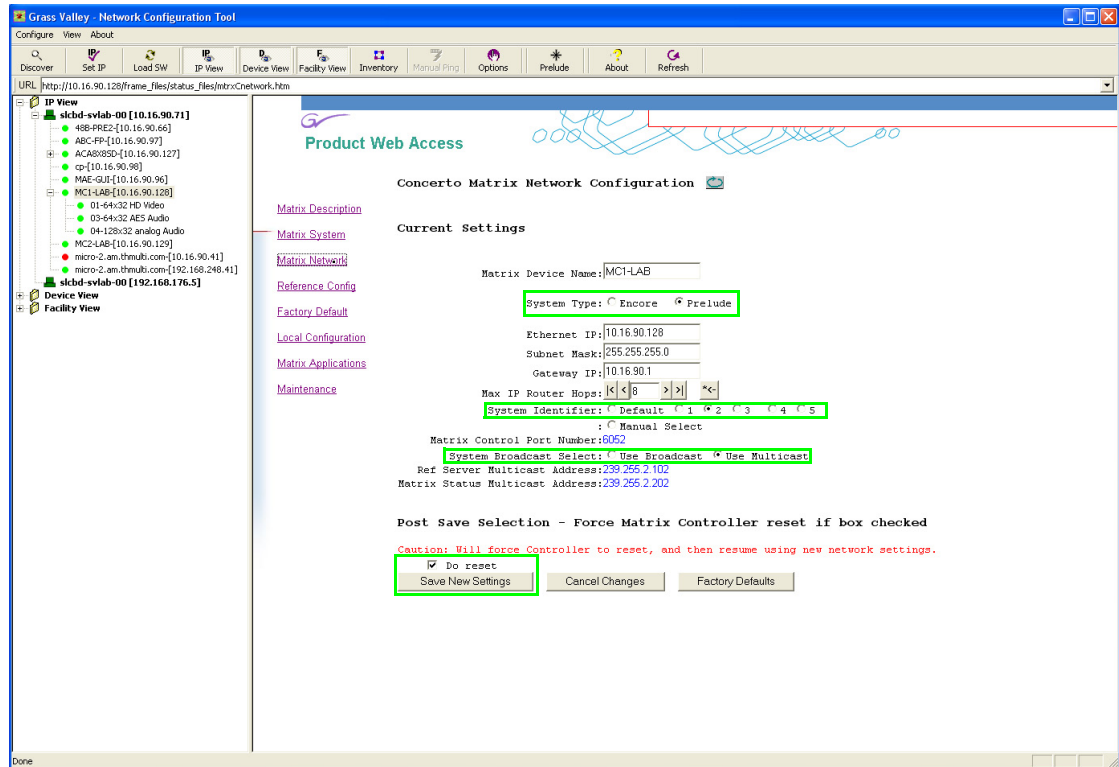 Grass Valley - Network Configuration Tool
Configure View About
Discover Set IP Load SW IP View Device View Facility View Inventory Manual Ping Options Prelude About Refresh
URL http://10.16.90.128/frame_files/status_files/mtrxCnetwork.htm
IP View
slcbd-svlab-00 [10.16.90.71]
48B-PRE2-[10.16.90.66]
ABC-FP-[10.16.90.97]
ACA8X8SD-[10.16.90.127]
cp-[10.16.90.98]
MAE-GUI-[10.16.90.96]
MC1-LAB-[10.16.90.128]
01-64x32 HD Video
03-64x32 AES Audio
04-128x32 analog Audio
MC2-LAB-[10.16.90.129]
micro-2.am.thmulti.com-[10.16.90.41]
micro-2.am.thmulti.com-[192.168.248.41]
slcbd-svlab-00 [192.168.176.5]
Device View
Facility View
Product Web Access
Matrix Description
Matrix System
Matrix Network
Reference Config
Factory Default
Local Configuration
Matrix Applications
Maintenance
Concerto Matrix Network Configuration
Current Settings
Matrix Device Name: MC1-LAB
System Type: Encore Prelude
Ethernet IP: 10.16.90.128
Subnet Mask: 255.255.255.0
Gateway IP: 10.16.90.1
Max IP Router Hops: |< < 8 > >| *<-
System Identifier: Default 1 2 3 4 5
: Manual Select
Matrix Control Port Number:6052
System Broadcast Select: Use Broadcast Use Multicast
Ref Server Multicast Address:239.255.2.102
Matrix Status Multicast Address:239.255.2.202
Post Save Selection - Force Matrix Controller reset if box checked
Caution: Will force Controller to reset, and then resume using new network settings.
Do reset
Save New Settings Cancel Changes Factory Defaults
Done